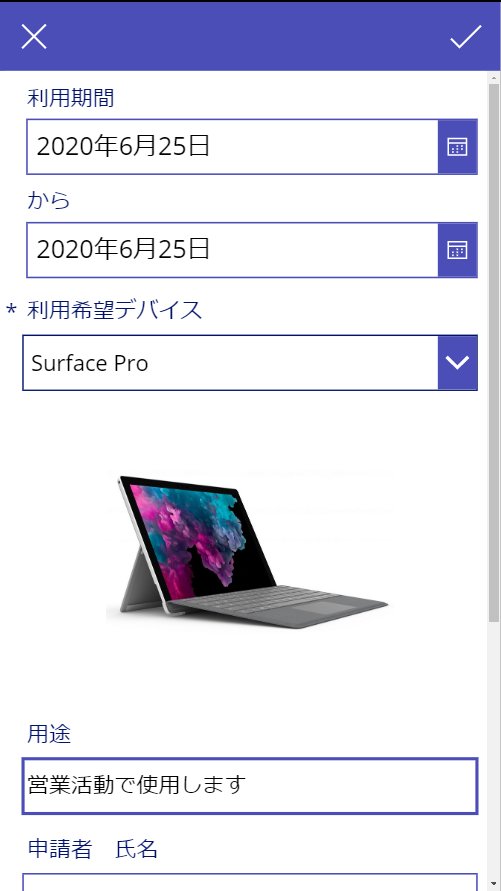 利用期間
2020年6月25日
から
2020年6月25日
* 利用希望デバイス
Surface Pro
用途
営業活動で使用します
申請者　氏名